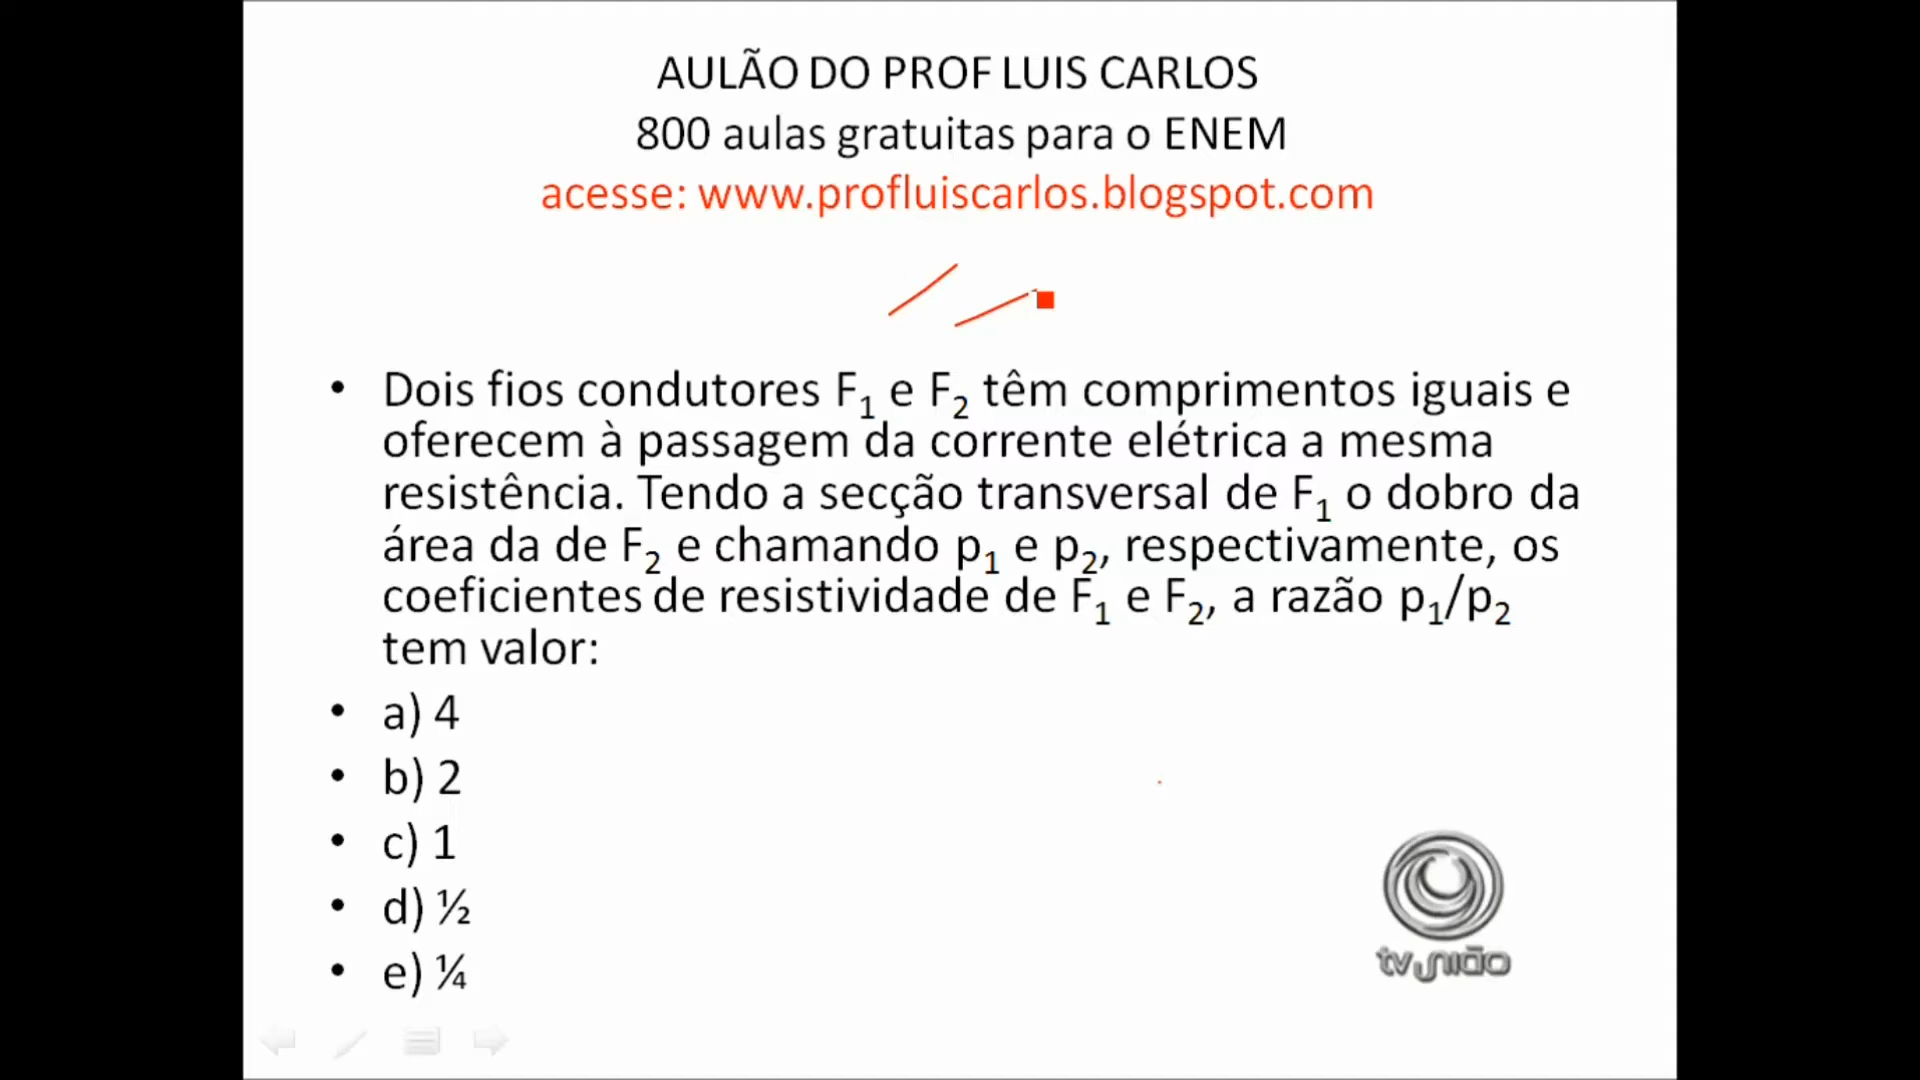 AULÃO DO PROF LUIS CARLOS
800 aulas gratuitas para o ENEM
acesse: www.profluiscarlos.blogspot.com
• Dois fios condutores F₁ e F₂ têm comprimentos iguais e
oferecem à passagem da corrente elétrica a mesma
resistência. Tendo a secção transversal de F₁ o dobro da
área da de F₂ e chamando p₁ e p₂, respectivamente, os
coeficientes de resistividade de F₁ e F₂, a razão p₁/p₂
tem valor:
• a) 4
• b) 2
• c) 1
• d) ½
• e) ¼
tv união